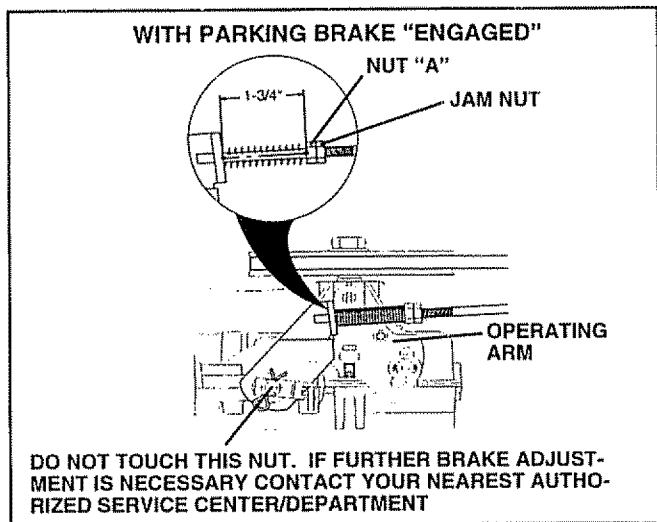 WITH PARKING BRAKE "ENGAGED"
NUT "A"
1-3/4"
JAM NUT
OPERATING
ARM
DO NOT TOUCH THIS NUT. IF FURTHER BRAKE ADJUST-
MENT IS NECESSARY CONTACT YOUR NEAREST AUTHO-
RIZED SERVICE CENTER/DEPARTMENT